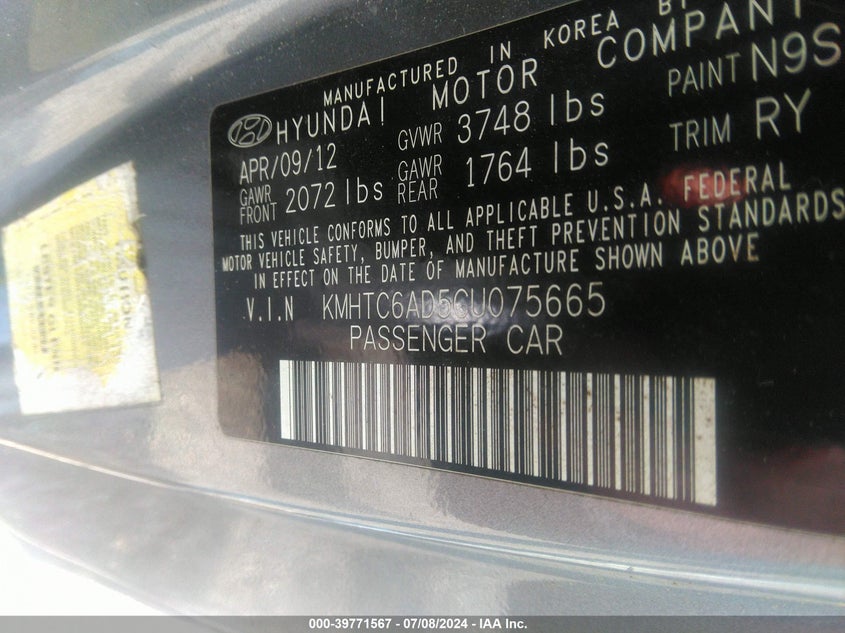 MANUFACTURED IN KOREA BY
HYUNDAI MOTOR COMPANY
APR/09/12 GVWR 3748 lbs PAINT N9S
GAWR FRONT 2072 lbs GAWR REAR 1764 lbs TRIM RY
THIS VEHICLE CONFORMS TO ALL APPLICABLE U.S.A. FEDERAL
MOTOR VEHICLE SAFETY, BUMPER, AND THEFT PREVENTION STANDARDS
IN EFFECT ON THE DATE OF MANUFACTURE SHOWN ABOVE
V.I.N KMHTC6AD5CU075665
PASSENGER CAR
000-39771567 - 07/08/2024 - IAA Inc.